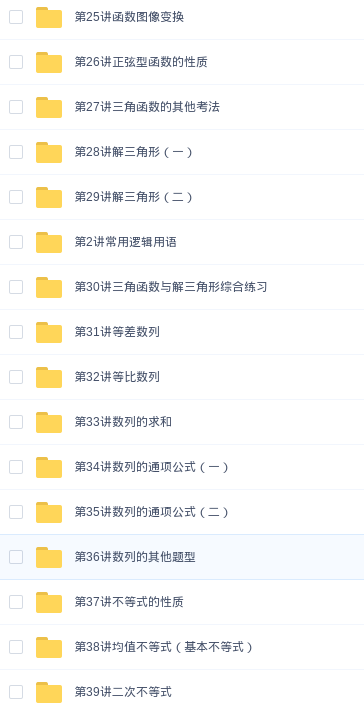 第25讲函数图像变换
第26讲正弦型函数的性质
第27讲三角函数的其他考法
第28讲解三角形（一）
第29讲解三角形（二）
第2讲常用逻辑用语
第30讲三角函数与解三角形综合练习
第31讲等差数列
第32讲等比数列
第33讲数列的求和
第34讲数列的通项公式（一）
第35讲数列的通项公式（二）
第36讲数列的其他题型
第37讲不等式的性质
第38讲均值不等式（基本不等式）
第39讲二次不等式